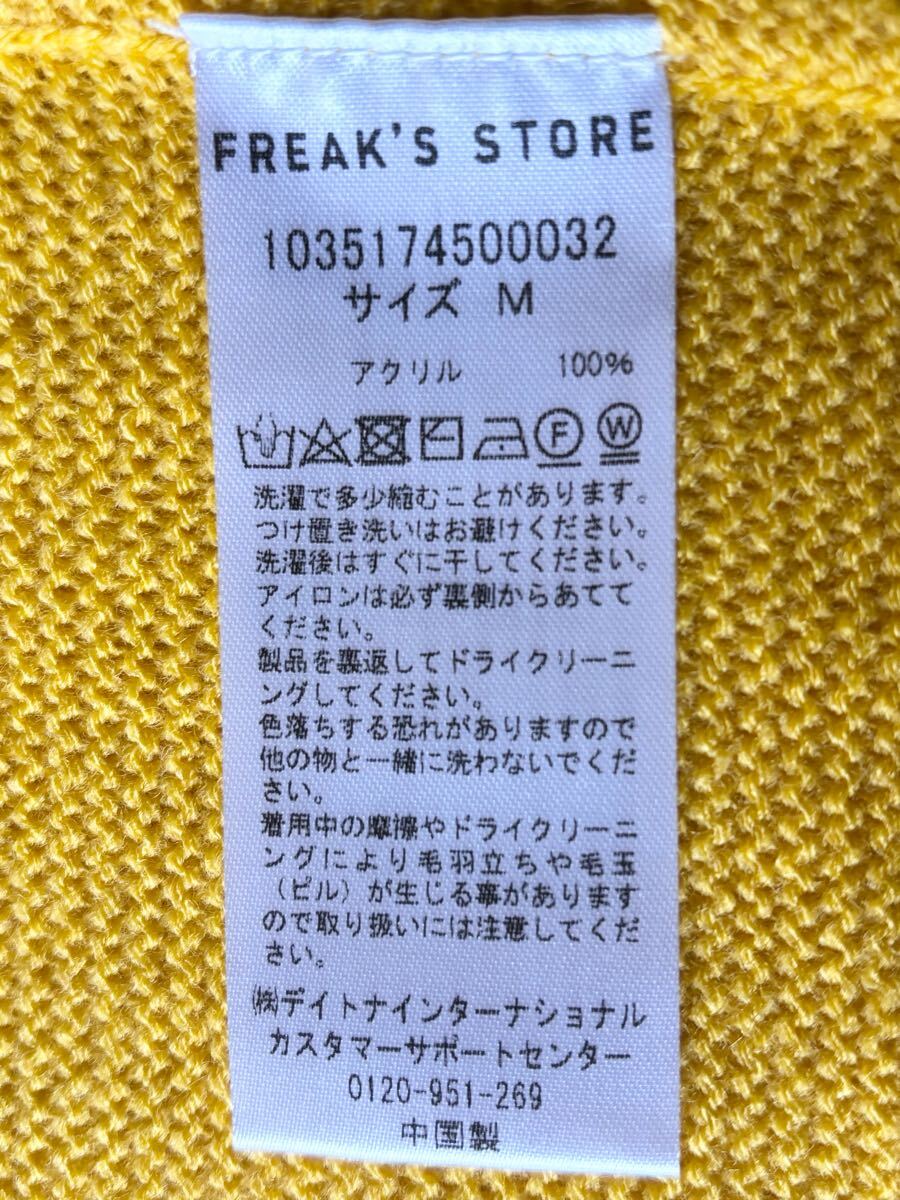 FREAK'S STORE
1035174500032
サイズ M
アクリル 100%
F W
洗濯で多少縮むことがあります。
つけ置き洗いはお避けください。
洗濯後はすぐに干してください。
アイロンは必ず裏側からあてて
ください。
製品を裏返してドライクリーニ
ングしてください。
色落ちする恐れがありますので
他の物と一緒に洗わないでくだ
さい。
着用中の摩擦やドライクリーニ
ングにより毛羽立ちや毛玉
（ピル）が生じる事があります
ので取り扱いには注意してくだ
さい。
㈱デイトナインターナショナル
カスタマーサポートセンター
0120-951-269
中国製